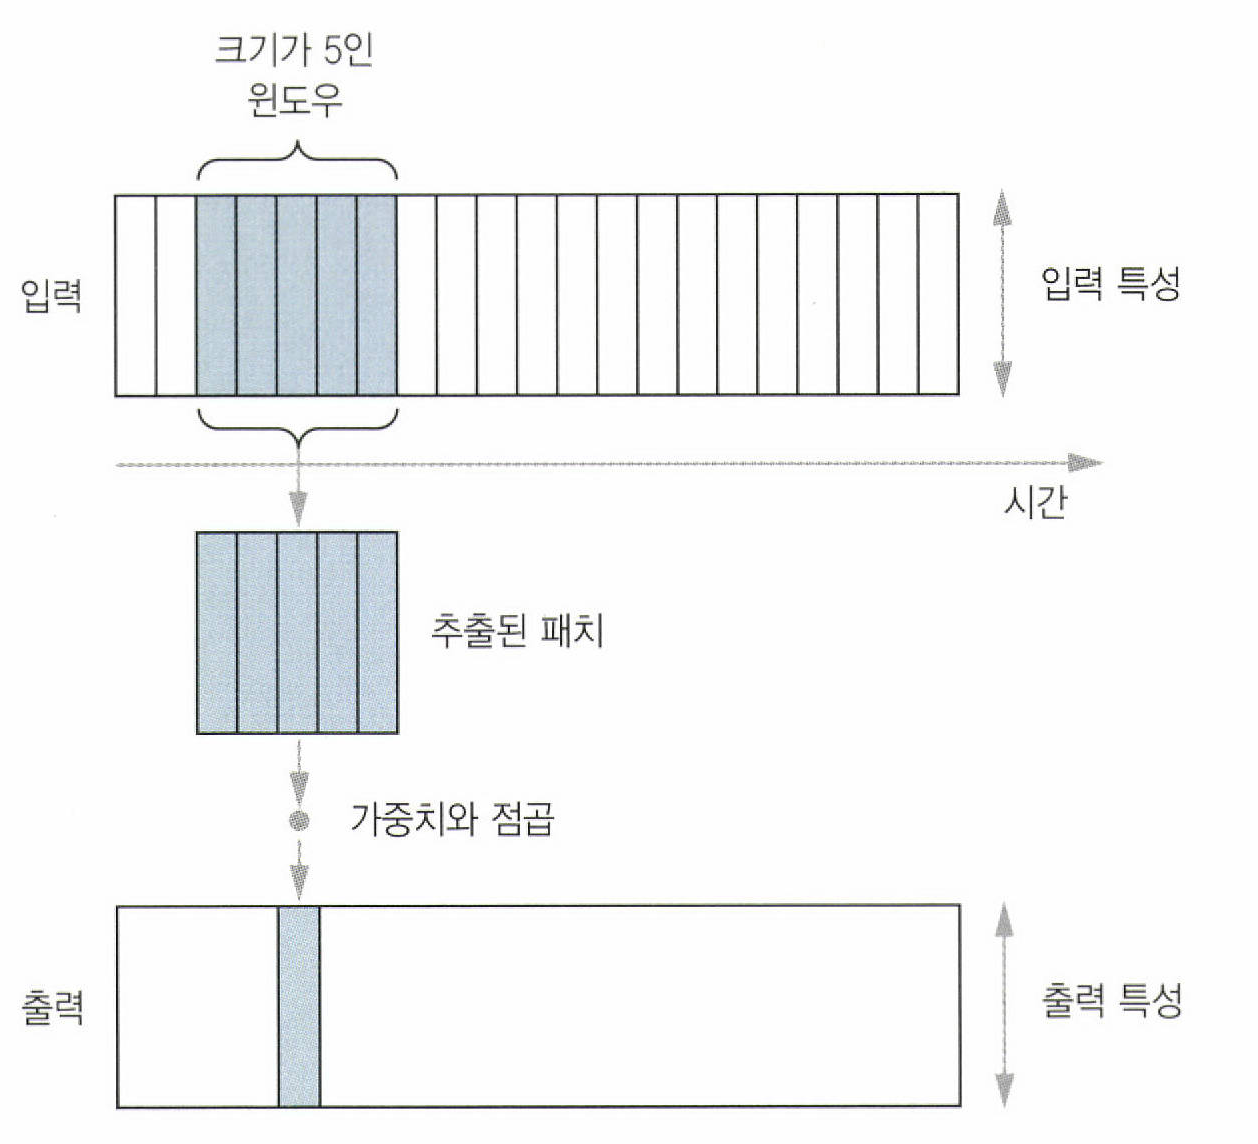 크기가 5인
윈도우
입력
입력 특성
시간
추출된 패치
가중치와 점곱
출력
출력 특성